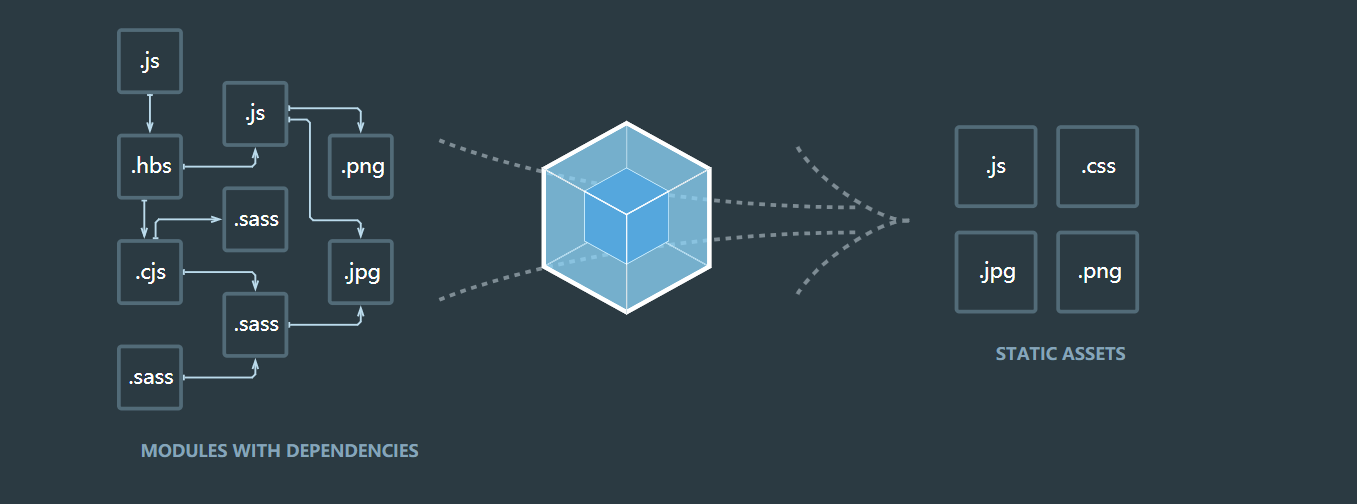 .js
.js
.hbs
.png
.sass
.cjs
.jpg
.sass
.sass
MODULES WITH DEPENDENCIES
.js
.css
.jpg
.png
STATIC ASSETS